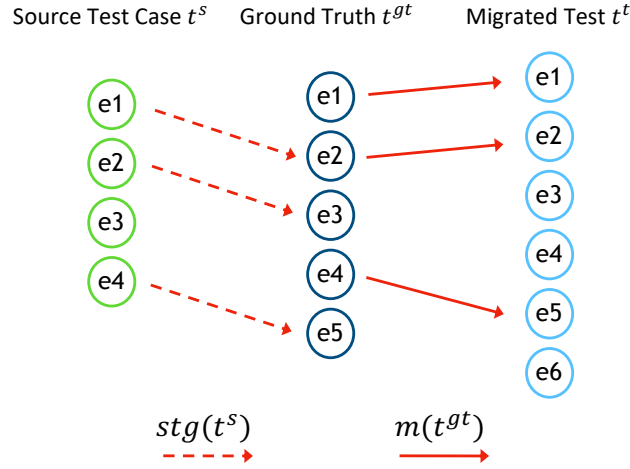 Source Test Case t^s
Ground Truth t^{gt}
Migrated Test t^t
e1
e2
e3
e4
e1
e2
e3
e4
e5
e1
e2
e3
e4
e5
e6
stg(t^s)
m(t^{gt})